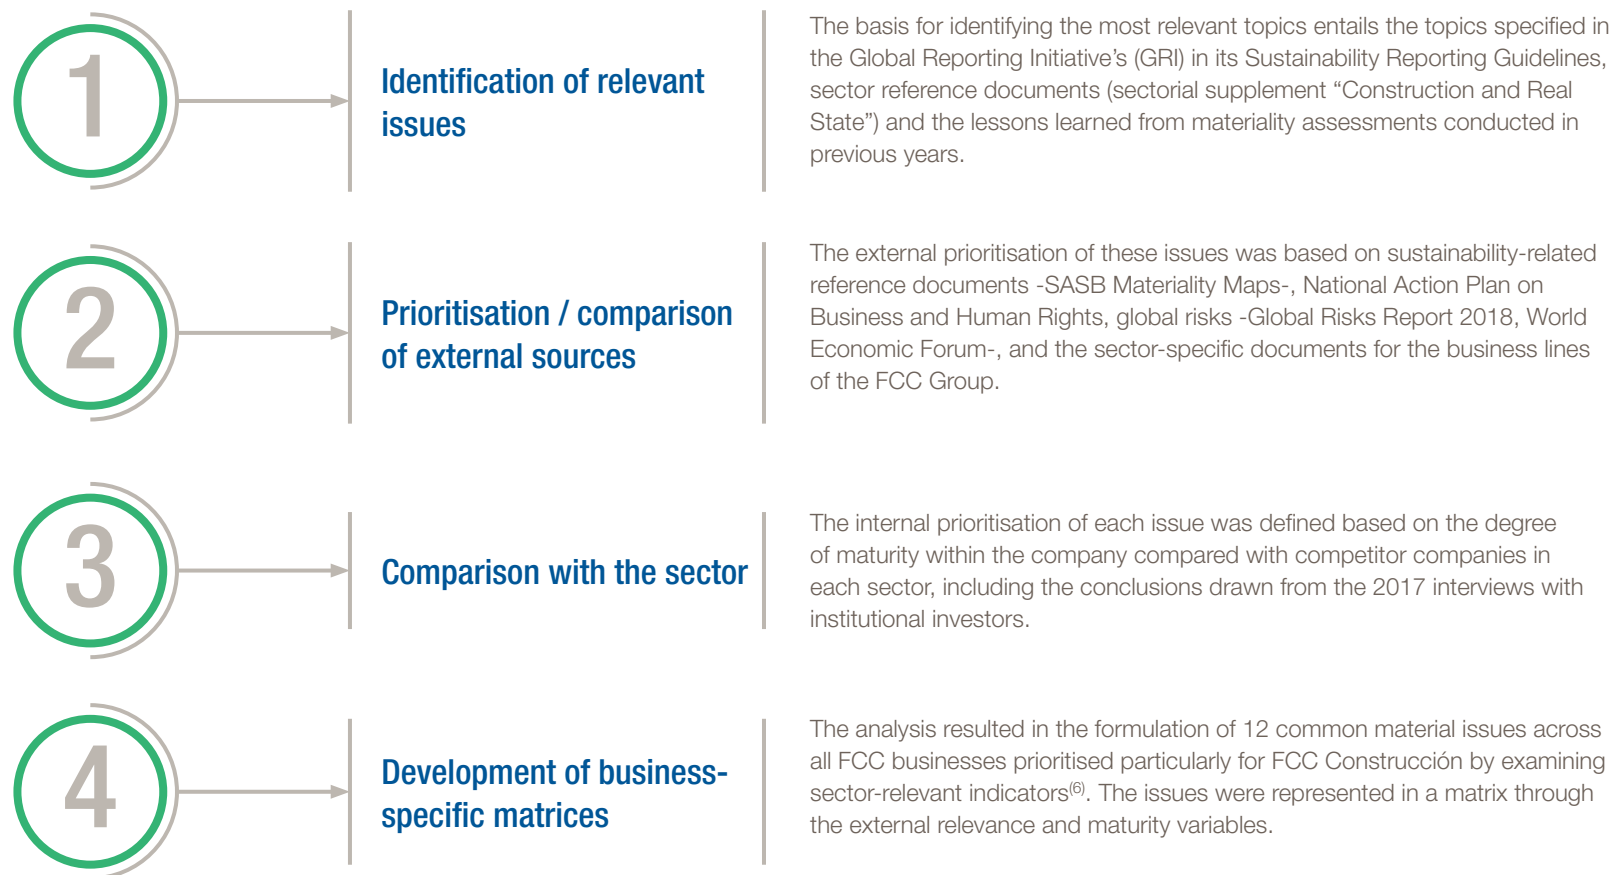 1
Identification of relevant
issues
The basis for identifying the most relevant topics entails the topics specified in
the Global Reporting Initiative’s (GRI) in its Sustainability Reporting Guidelines,
sector reference documents (sectorial supplement “Construction and Real
State”) and the lessons learned from materiality assessments conducted in
previous years.
2
Prioritisation / comparison
of external sources
The external prioritisation of these issues was based on sustainability-related
reference documents -SASB Materiality Maps-, National Action Plan on
Business and Human Rights, global risks -Global Risks Report 2018, World
Economic Forum-, and the sector-specific documents for the business lines
of the FCC Group.
3
Comparison with the sector
The internal prioritisation of each issue was defined based on the degree
of maturity within the company compared with competitor companies in
each sector, including the conclusions drawn from the 2017 interviews with
institutional investors.
4
Development of business-
specific matrices
The analysis resulted in the formulation of 12 common material issues across
all FCC businesses prioritised particularly for FCC Construcción by examining
sector-relevant indicators(6). The issues were represented in a matrix through
the external relevance and maturity variables.